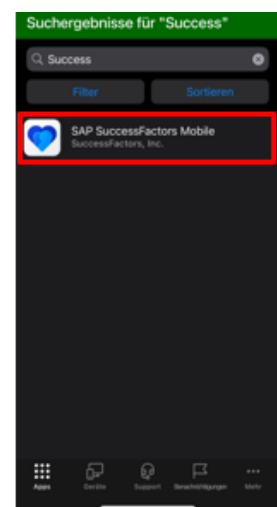 Suchergebnisse für "Success"
Success
Filter
Sortieren
SAP SuccessFactors Mobile
SuccessFactors, Inc.
Apps
Geräte
Support
Benachrichtigungen
Mehr